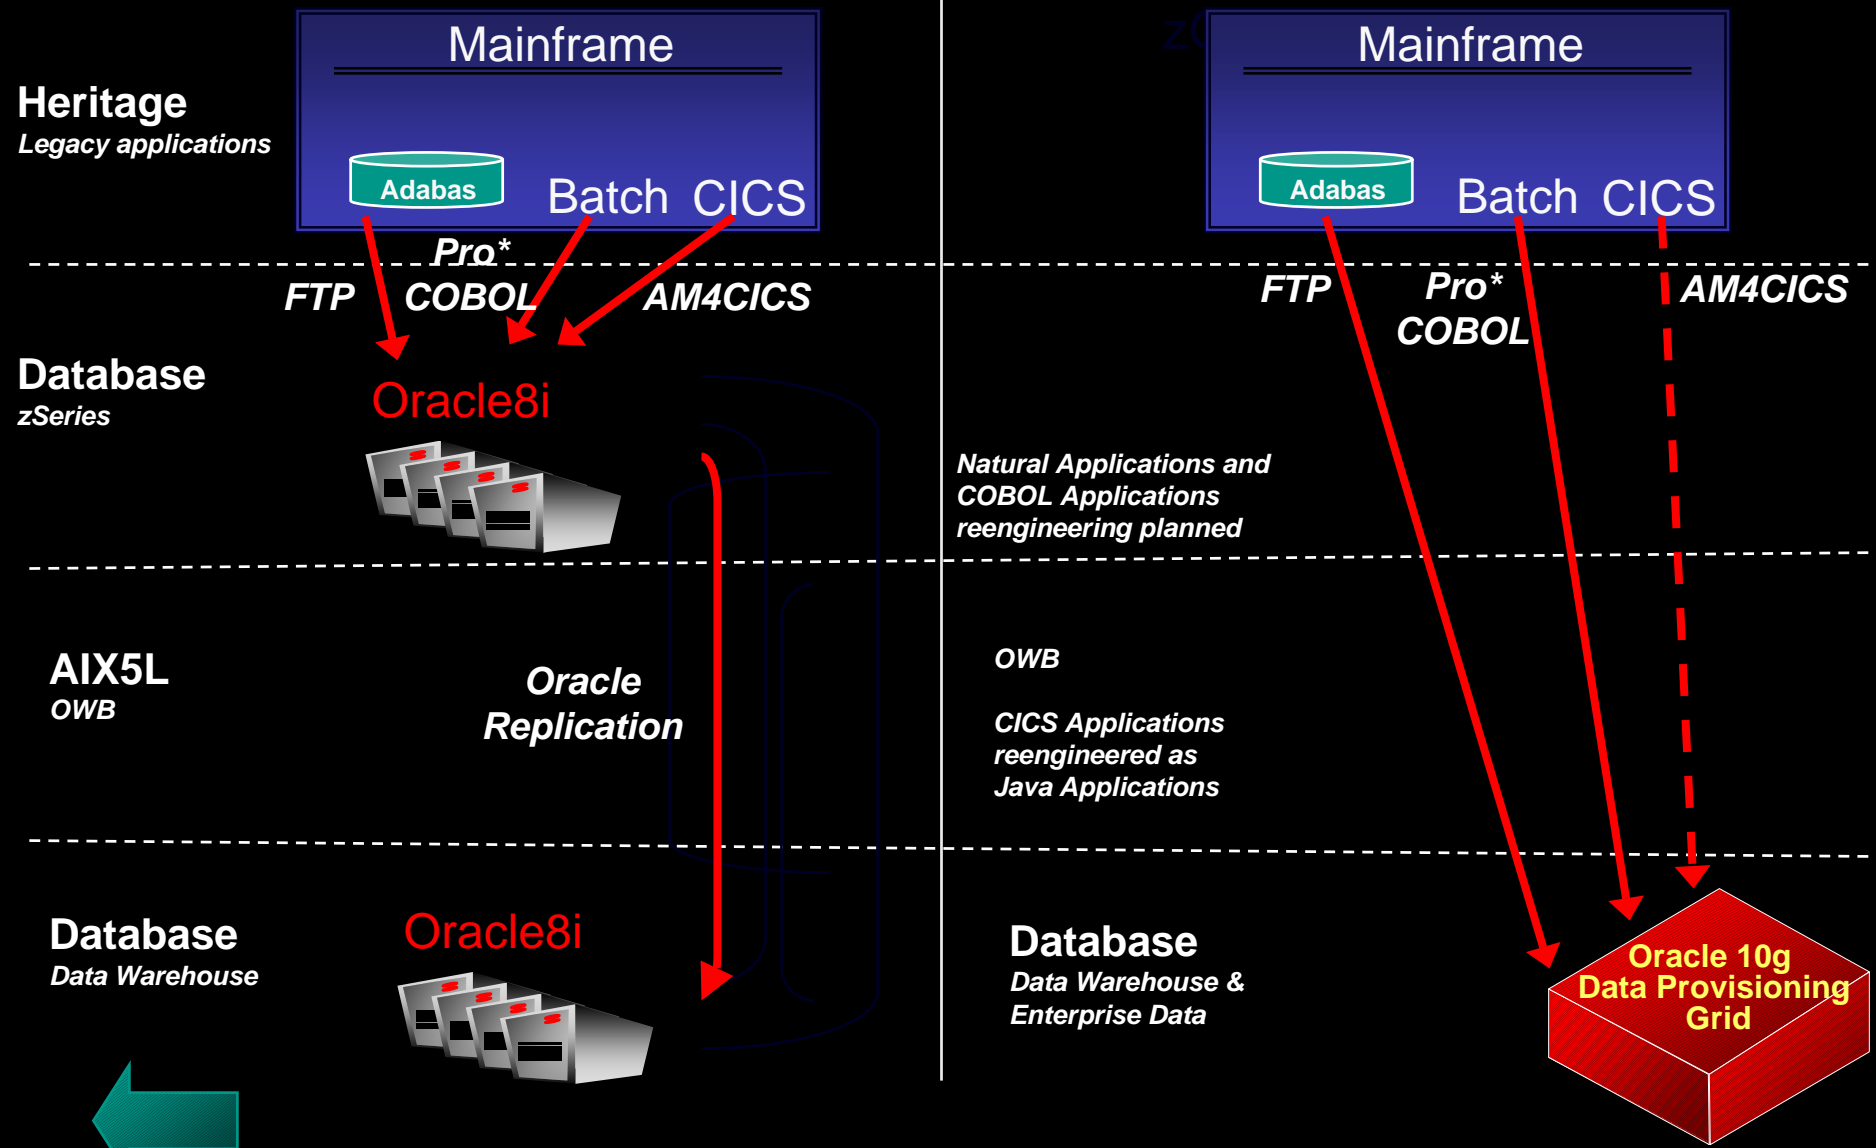 Mainframe
Heritage
Legacy applications
Adabas
Batch
CICS
Pro*
FTP
COBOL
AM4CICS
Database
zSeries
Oracle8i
AIX5L
OWB
Oracle
Replication
Database
Data Warehouse
Oracle8i
Mainframe
Adabas
Batch
CICS
FTP
Pro*
COBOL
AM4CICS
Natural Applications and
COBOL Applications
reengineering planned
OWB
CICS Applications
reengineered as
Java Applications
Database
Data Warehouse &
Enterprise Data
Oracle 10g
Data Provisioning
Grid